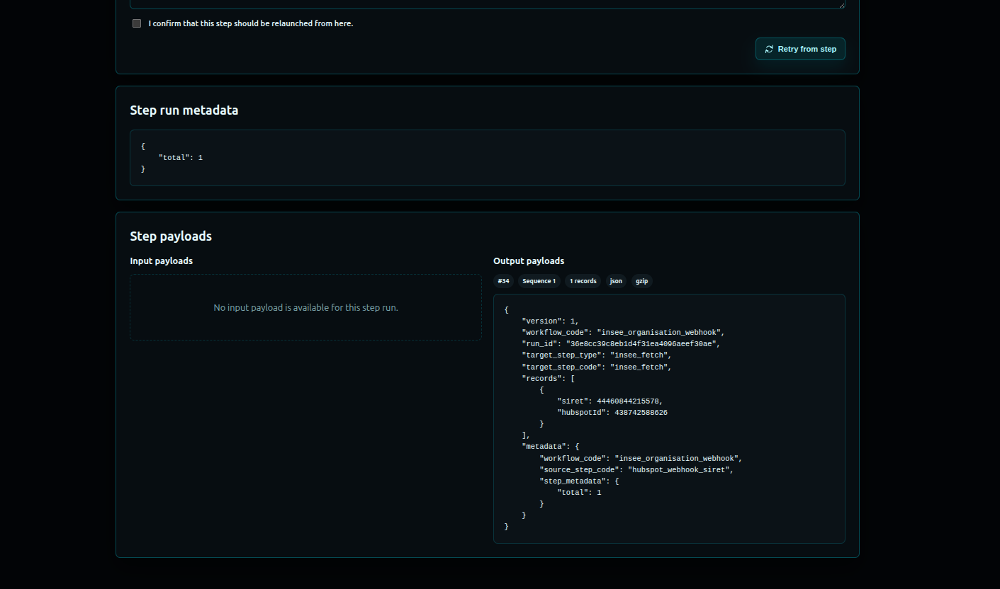 I confirm that this step should be relaunched from here.
Retry from step
Step run metadata
{
    "total": 1
}
Step payloads
Input payloads
No input payload is available for this step run.
Output payloads
#34 Sequence 1 1 records json gzip
{
    "version": 1,
    "workflow_code": "insee_organisation_webhook",
    "run_id": "36e8cc39c8eb1d4f31ea4096aeef30ae",
    "target_step_type": "insee_fetch",
    "target_step_code": "insee_fetch",
    "records": [
        {
            "siret": 44460844215578,
            "hubspotId": 438742588626
        }
    ],
    "metadata": {
        "workflow_code": "insee_organisation_webhook",
        "source_step_code": "hubspot_webhook_siret",
        "step_metadata": {
            "total": 1
        }
    }
}